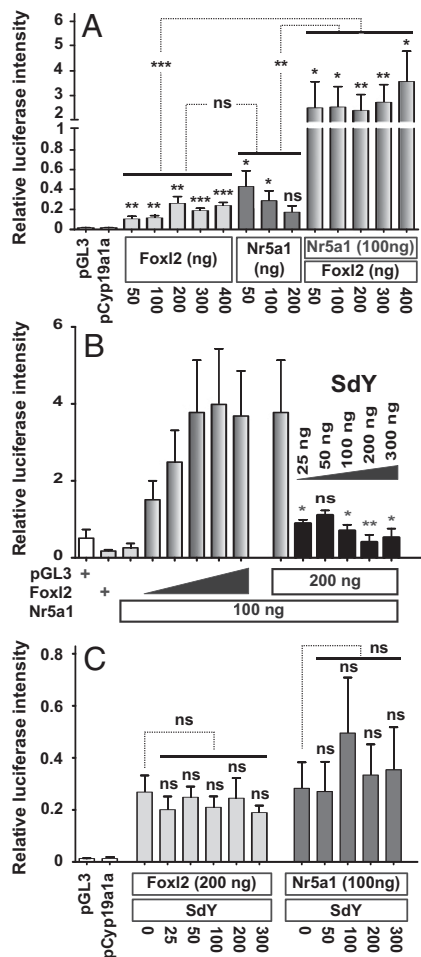 A
Relative luciferase intensity
6
5
4
3
2
1
0.6
0.4
0.2
0
*** ns **
** ** ** *** ***
* * ns
* * ** ** *
pGL3
pCyp19a1a
50 100 200 300 400
50 100 200
50 100 200 300 400
Foxl2 (ng)
Nr5a1 (ng)
Nr5a1 (100ng)
Foxl2 (ng)
B
Relative luciferase intensity
6
4
2
0
SdY
25 ng
50 ng
100 ng
200 ng
300 ng
* ns * ** *
pGL3 +
Foxl2 +
200 ng
Nr5a1
100 ng
C
Relative luciferase intensity
0.8
0.6
0.4
0.2
0
ns
ns ns ns ns ns
ns
ns ns ns ns
pGL3
pCyp19a1a
Foxl2 (200 ng)
Nr5a1 (100ng)
SdY
SdY
0 25 50 100 200 300
0 50 100 200 300